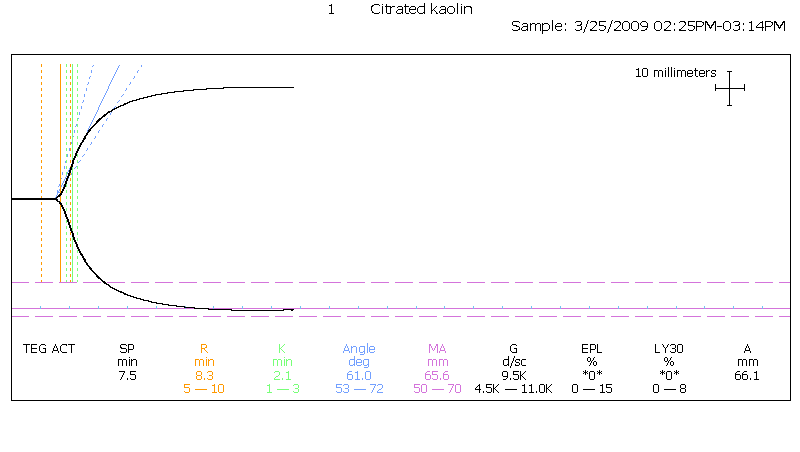 1 Citrated kaolin
Sample: 3/25/2009 02:25PM-03:14PM
10 millimeters
TEG ACT SP R K Angle MA G EPL LY30 A
min min min deg mm d/sc % % mm
7.5 8.3 2.1 61.0 65.6 9.5K *0* *0* 66.1
5 — 10 1 — 3 53 — 72 50 — 70 4.5K — 11.0K 0 — 15 0 — 8